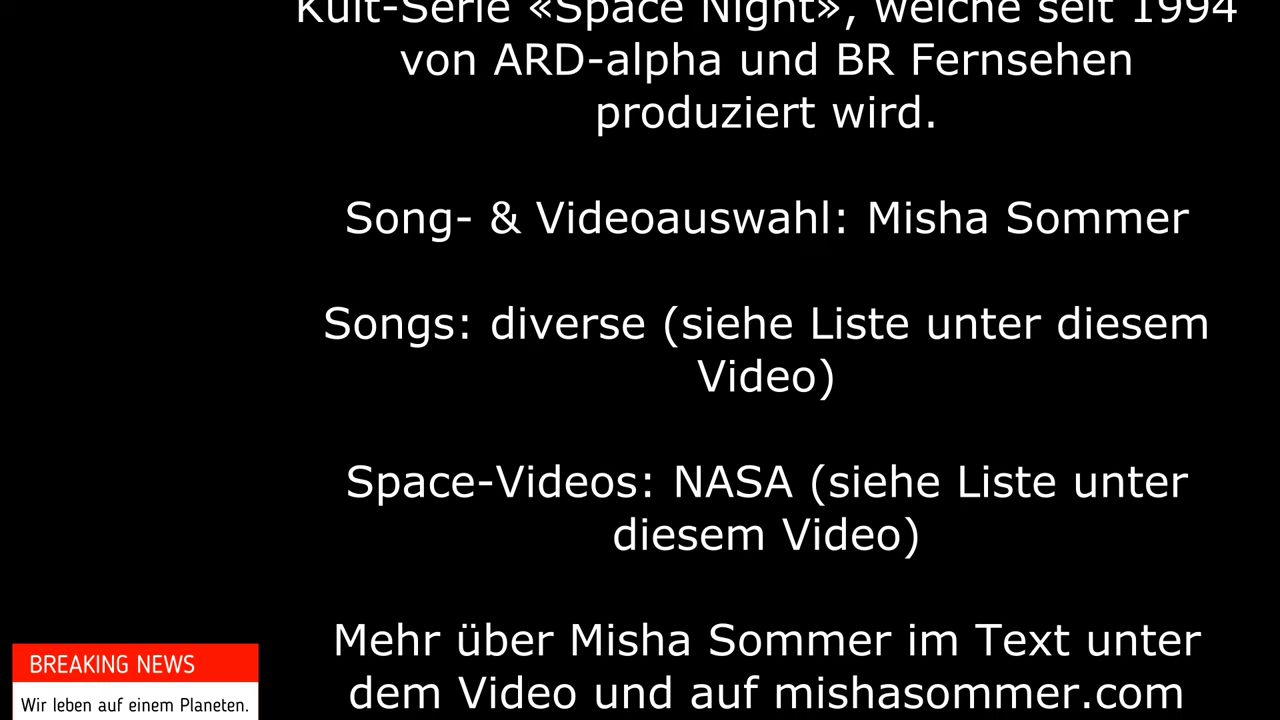 Kult-Serie «Space Night», welche seit 1994
von ARD-alpha und BR Fernsehen
produziert wird.
Song- & Videoauswahl: Misha Sommer
Songs: diverse (siehe Liste unter diesem
Video)
Space-Videos: NASA (siehe Liste unter
diesem Video)
Mehr über Misha Sommer im Text unter
dem Video und auf mishasommer.com
BREAKING NEWS
Wir leben auf einem Planeten.